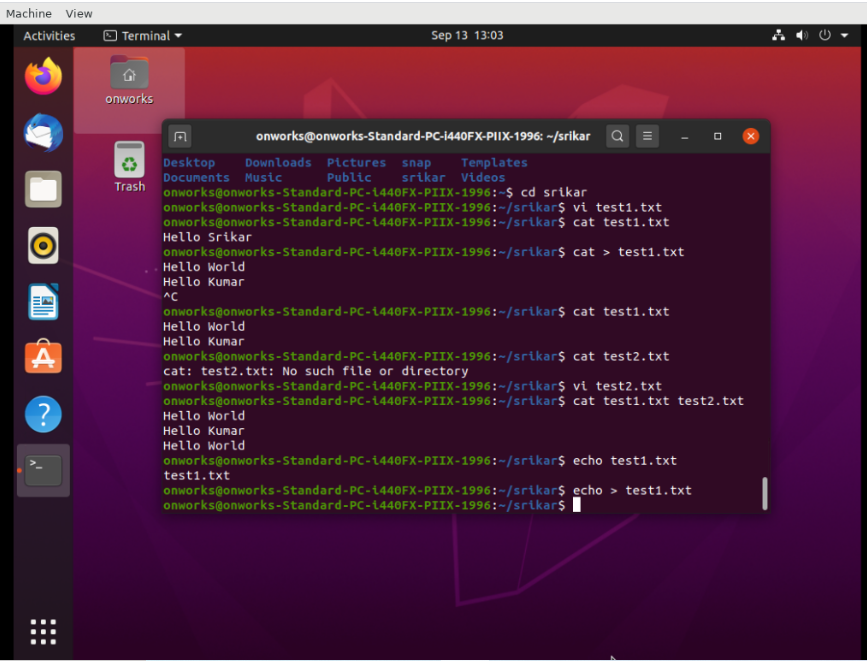 Machine View
Activities Terminal Sep 13 13:03
onworks
Trash
onworks@onworks-Standard-PC-i440FX-PIIX-1996: ~/srikar
Desktop Downloads Pictures snap Templates
Documents Music Public srikar Videos
onworks@onworks-Standard-PC-i440FX-PIIX-1996:~$ cd srikar
onworks@onworks-Standard-PC-i440FX-PIIX-1996:~/srikar$ vi test1.txt
onworks@onworks-Standard-PC-i440FX-PIIX-1996:~/srikar$ cat test1.txt
Hello Srikar
onworks@onworks-Standard-PC-i440FX-PIIX-1996:~/srikar$ cat > test1.txt
Hello World
Hello Kumar
^C
onworks@onworks-Standard-PC-i440FX-PIIX-1996:~/srikar$ cat test1.txt
Hello World
Hello Kumar
onworks@onworks-Standard-PC-i440FX-PIIX-1996:~/srikar$ cat test2.txt
cat: test2.txt: No such file or directory
onworks@onworks-Standard-PC-i440FX-PIIX-1996:~/srikar$ vi test2.txt
onworks@onworks-Standard-PC-i440FX-PIIX-1996:~/srikar$ cat test1.txt test2.txt
Hello World
Hello Kumar
Hello World
onworks@onworks-Standard-PC-i440FX-PIIX-1996:~/srikar$ echo test1.txt
test1.txt
onworks@onworks-Standard-PC-i440FX-PIIX-1996:~/srikar$ echo > test1.txt
onworks@onworks-Standard-PC-i440FX-PIIX-1996:~/srikar$